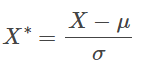 X* = (X − μ) / σ